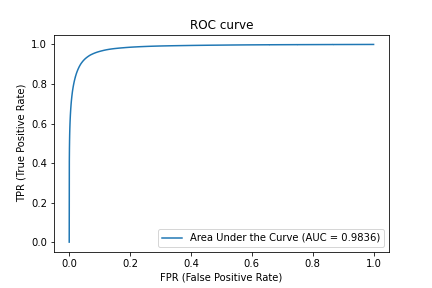 ROC curve
TPR (True Positive Rate)
1.0
0.8
0.6
0.4
0.2
0.0
Area Under the Curve (AUC = 0.9836)
0.0 0.2 0.4 0.6 0.8 1.0
FPR (False Positive Rate)